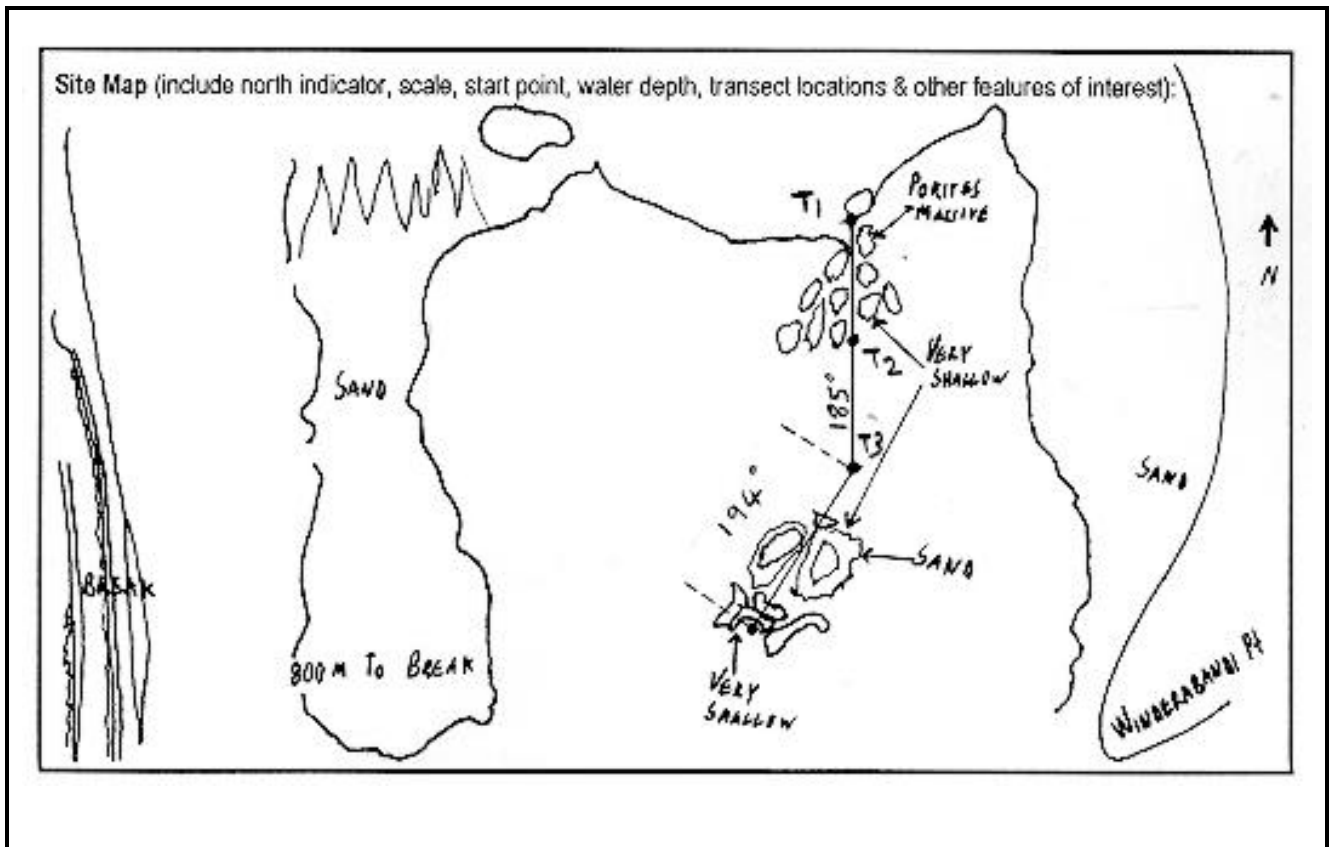 Site Map (include north indicator, scale, start point, water depth, transect locations & other features of interest):
T1
PORITES
MASSIVE
N
T2
VERY
SHALLOW
SAND
185°
T3
SAND
194°
SAND
BREAK
800 M TO BREAK
VERY
SHALLOW
WINDERABANDI Pt